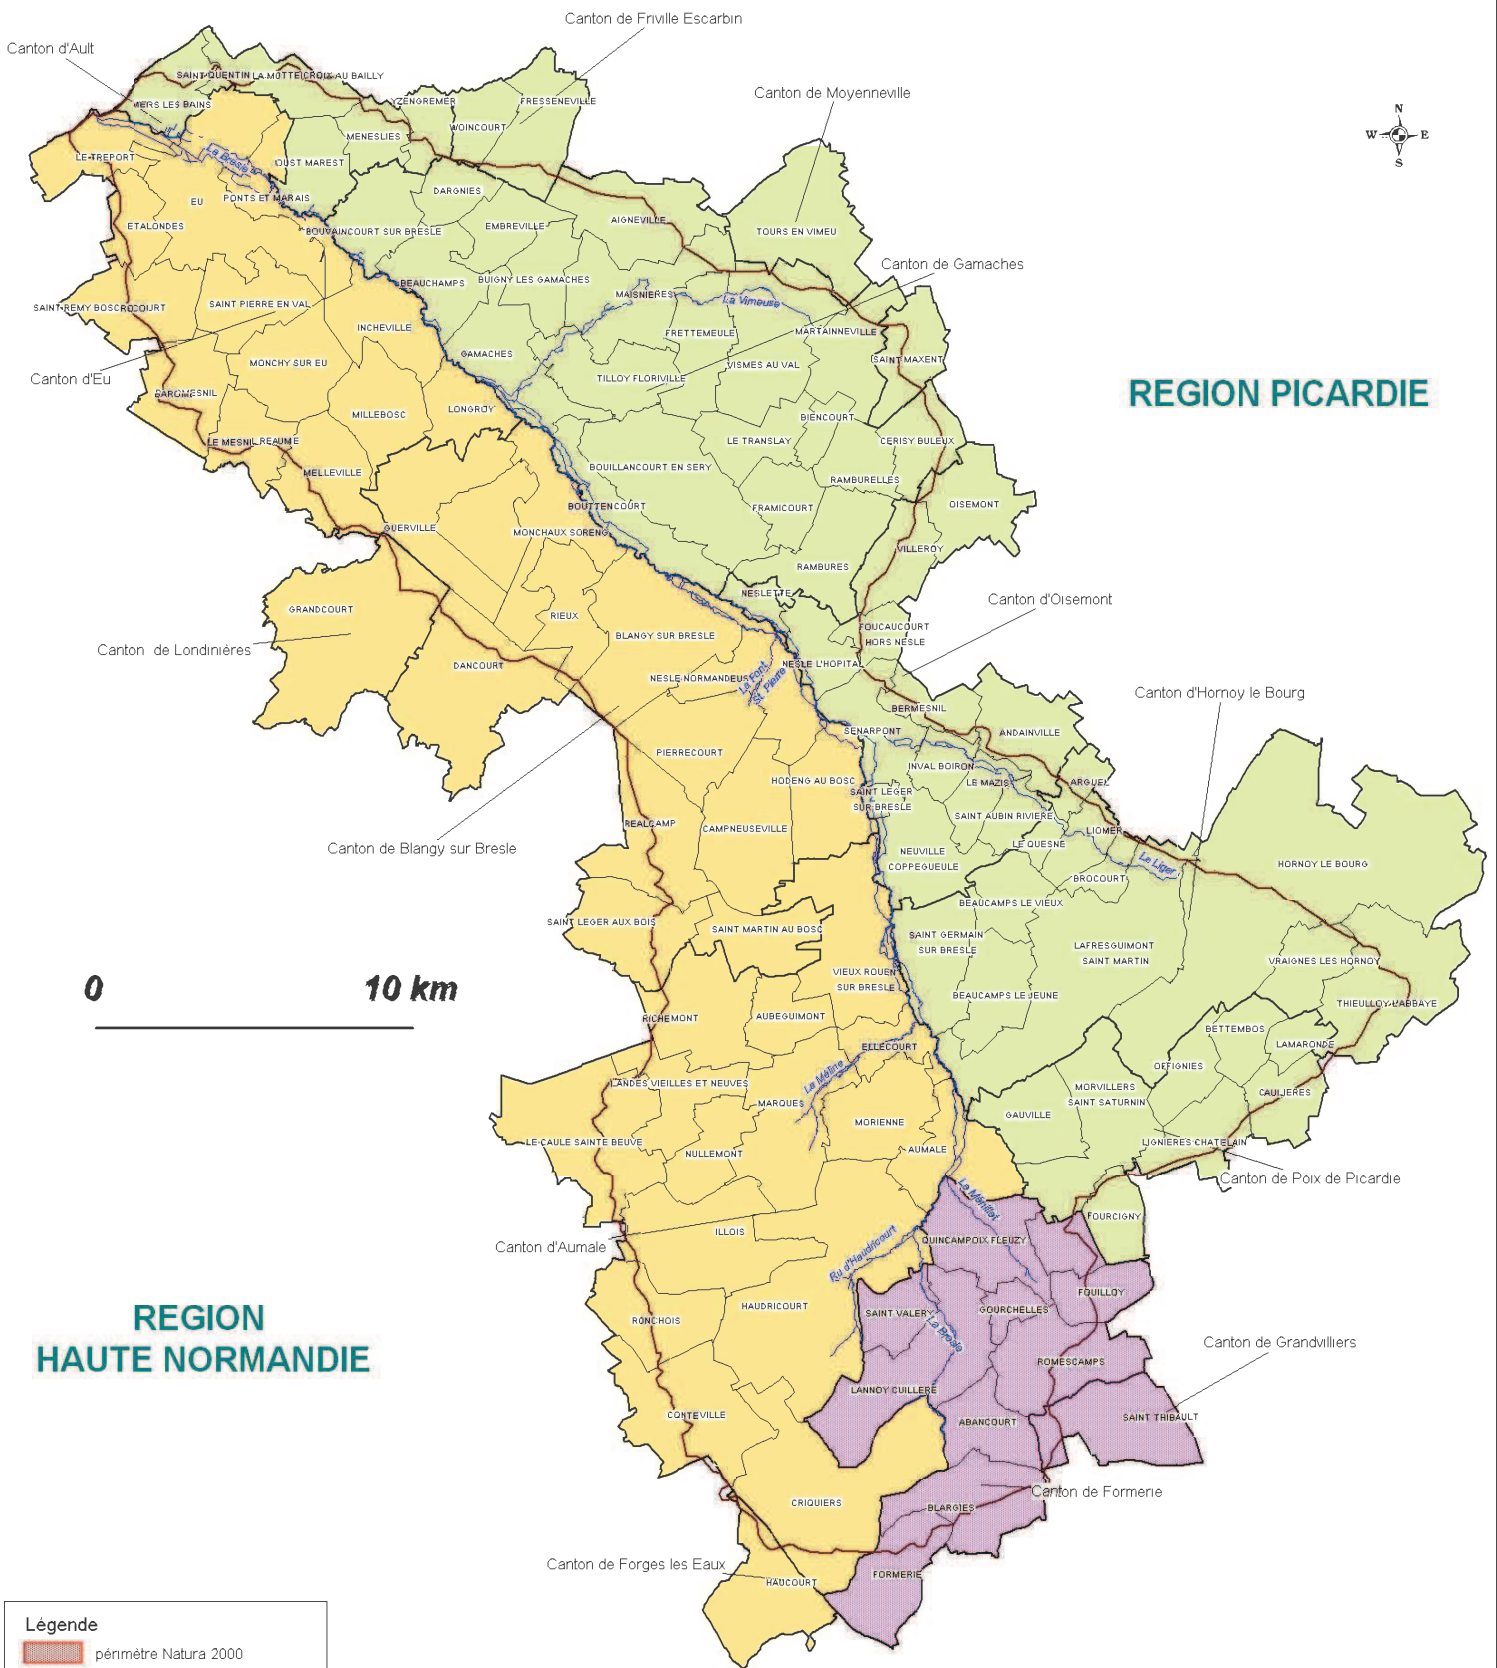 Canton de Friville Escarbin
Canton d'Ault
SAINT QUENTIN LA MOTTE CROIX AU BAILLY
MERS LES BAINS
YZENGREMER
FRESSENEVILLE
WOINCOURT
Canton de Moyenneville
N
W E
S
MENESLIES
LE TREPORT
OUST MAREST
La Bresle
DARGNIES
EU
PONTS ET MARAIS
ETALONDES
BOUVAINCOURT SUR BRESLE
EMBREVILLE
AIGNEVILLE
TOURS EN VIMEU
Canton de Gamaches
BEAUCHAMPS
BUIGNY LES GAMACHES
MAISNIERES
La Vimeuse
SAINT REMY BOSCROCOURT
SAINT PIERRE EN VAL
INCHEVILLE
FRETTEMEULE
MARTAINNEVILLE
GAMACHES
MONCHY SUR EU
VISMES AU VAL
SAINT MAXENT
Canton d'Eu
TILLOY FLORIVILLE
REGION PICARDIE
BAROMESNIL
MILLEBOSC
LONGROY
BIENCOURT
LE MESNIL REAUME
LE TRANSLAY
CERISY BULEUX
MELLEVILLE
BOUILLANCOURT EN SERY
RAMBURELLES
BOUTTENCOURT
FRAMICOURT
OISEMONT
GUERVILLE
MONCHAUX SORENG
VILLEROY
RAMBURES
NESLETTE
Canton d'Oisemont
GRANDCOURT
RIEUX
FOUCAUCOURT
HORS NESLE
BLANGY SUR BRESLE
Canton de Londinières
DANCOURT
NESLE L'HOPITAL
NESLE NORMANDEUSE
La Font
St. Pierre
Canton d'Hornoy le Bourg
BERMESNIL
SENARPONT
ANDAINVILLE
PIERRECOURT
INVAL BOIRON
HODENG AU BOSC
LE MAZIS
ARGUEL
SAINT LEGER
SUR BRESLE
SAINT AUBIN RIVIERE
REALCAMP
CAMPNEUSEVILLE
LIOMER
Canton de Blangy sur Bresle
LE QUESNE
NEUVILLE
COPPEGUEULE
Le Liger
HORNOY LE BOURG
BROCOURT
BEAUCAMPS LE VIEUX
SAINT LEGER AUX BOIS
SAINT MARTIN AU BOSC
SAINT GERMAIN
SUR BRESLE
LAFRESGUIMONT
SAINT MARTIN
VRAIGNES LES HORNOY
VIEUX ROUEN
SUR BRESLE
0 10 km
BEAUCAMPS LE JEUNE
THIEULLOY L'ABBAYE
RICHEMONT
AUBEGUIMONT
BETTEMBOS
ELLECOURT
LAMARONDE
OFFIGNIES
La Méline
LANDES VIEILLES ET NEUVES
MORVILLERS
SAINT SATURNIN
CAULIERES
MARQUES
GAUVILLE
MORIENNE
LE CAULE SAINTE BEUVE
LIGNIERES CHATELAIN
NULLEMONT
AUMALE
Canton de Poix de Picardie
La Ménillet
FOURCIGNY
ILLOIS
Canton d'Aumale
QUINCAMPOIX FLEUZY
Ru d'Haudricourt
FOUILLOY
HAUDRICOURT
SAINT VALERY
GOURCHELLES
REGION
HAUTE NORMANDIE
RONCHOIS
La Bresle
Canton de Grandvilliers
ROMESCAMPS
LANNOY CUILLERE
CONTEVILLE
ABANCOURT
SAINT THIBAULT
CRIQUIERS
Canton de Formerie
BLARGIES
Canton de Forges les Eaux
HAUCOURT
FORMERIE
Légende
périmètre Natura 2000